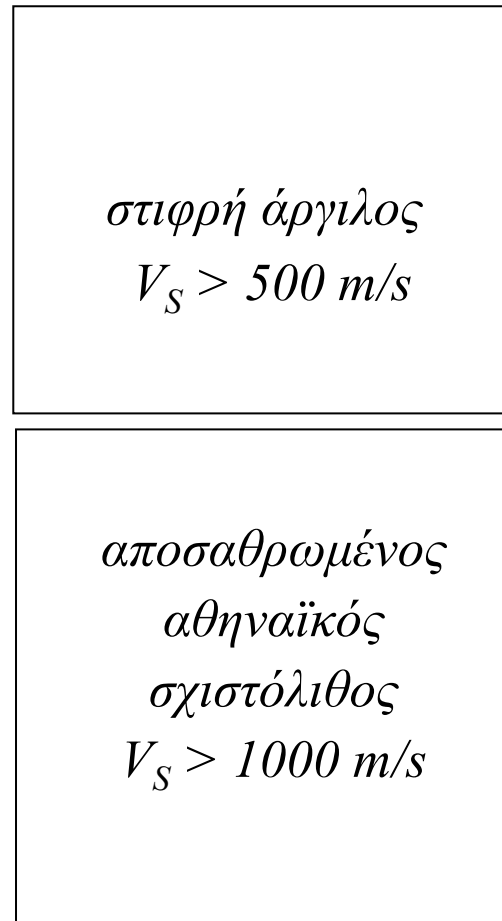 στιφρή άργιλος
V_S > 500 m/s
αποσαθρωμένος
αθηναϊκός
σχιστόλιθος
V_S > 1000 m/s